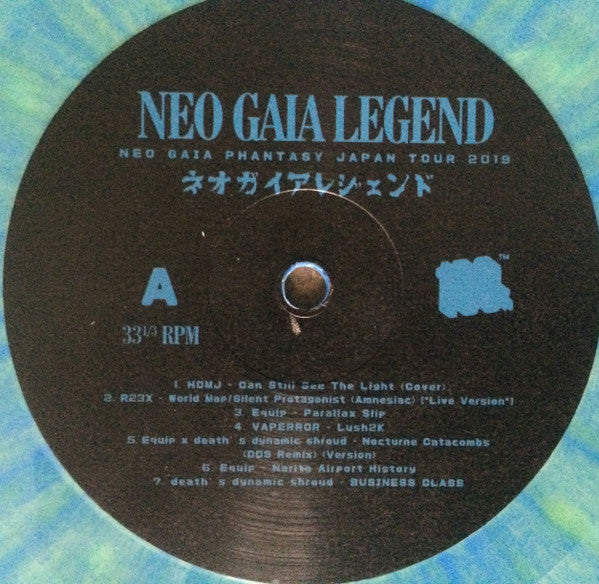 NEO GAIA LEGEND
NEO GAIA PHANTASY JAPAN TOUR 2019
ネオガイアレジェンド
A
TM
33 1/3 RPM
1. HDMJ - Can Still See The Light (Cover)
2. R23X - World Map/Silent Protagonist (Amnesiac) ["Live Version"]
3. Equip - Parallax Slip
4. VAPERROR - Lush2K
5. Equip x death`s dynamic shroud - Nocturne Catacombs
(DDS Remix) (Version)
6. Equip - Narita Airport History
7. death`s dynamic shroud - BUSINESS CLASS